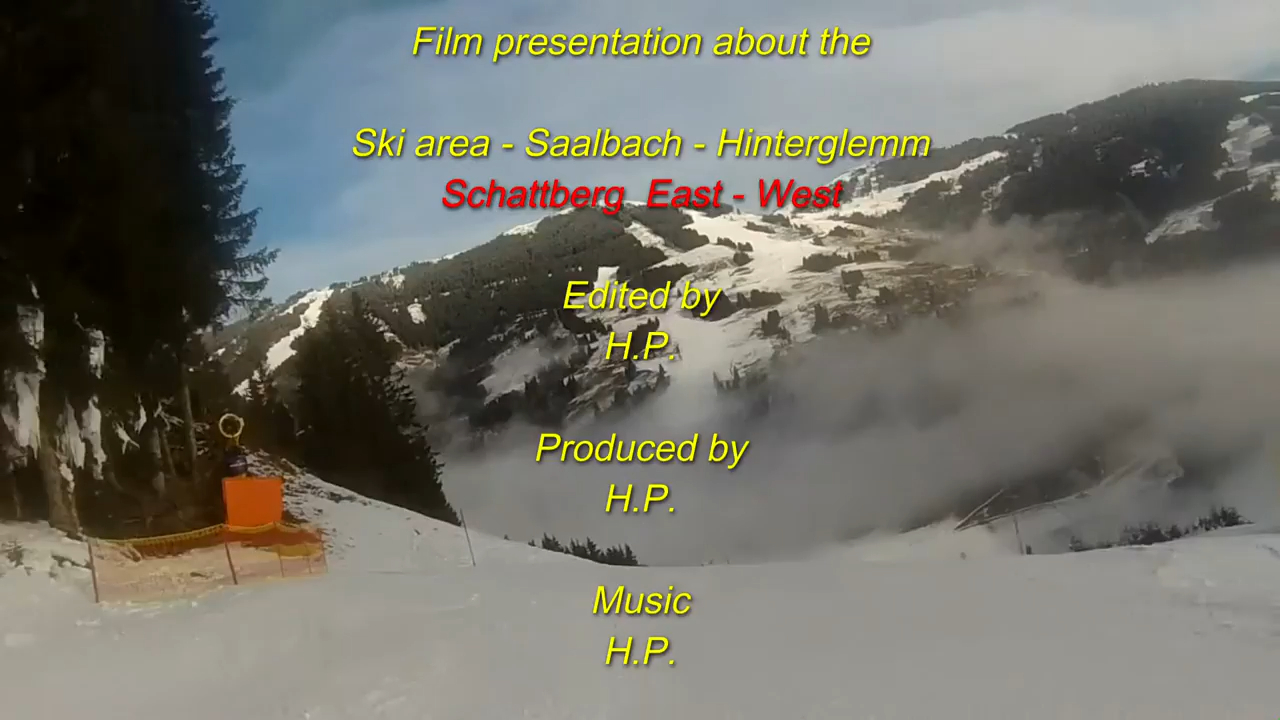 Film presentation about the
Ski area - Saalbach - Hinterglemm
Schattberg East - West
Edited by
H.P.
Produced by
H.P.
Music
H.P.